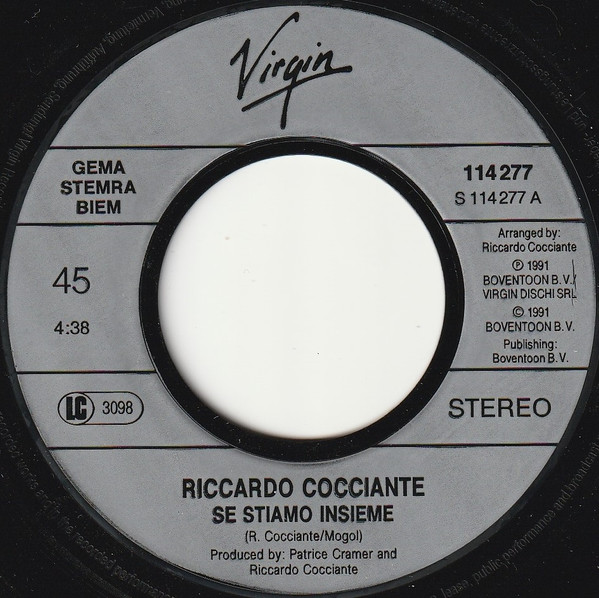 Virgin
GEMA
STEMRA
BIEM
114 277
S 114 277 A
45
4:38
Arranged by:
Riccardo Cocciante
Ⓟ 1991
BOVENTOON B. V./
VIRGIN DISCHI SRL
© 1991
BOVENTOON B. V.
Publishing:
Boventoon B. V.
LC 3098
STEREO
RICCARDO COCCIANTE
SE STIAMO INSIEME
(R. Cocciante/Mogol)
Produced by: Patrice Cramer and
Riccardo Cocciante